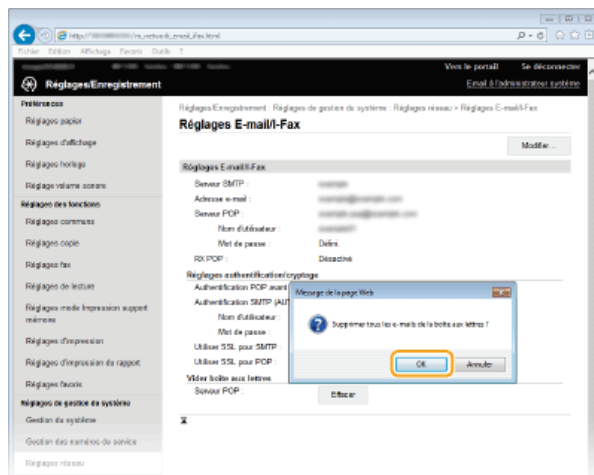 /rs_network_email_ifax.html
Fichier Edition Affichage Favoris Outils ?
Vers le portail Se déconnecter
Réglages/Enregistrement Email à l'administrateur système
Préférences
Réglages/Enregistrement : Réglages de gestion du système : Réglages réseau > Réglages E-mail/I-Fax
Réglages papier
Réglages E-mail/I-Fax
Réglages d'affichage
Modifier...
Réglages horloge
Réglages E-mail/I-Fax
Réglage volume sonore
Serveur SMTP :
Adresse e-mail :
Réglages des fonctions
Serveur POP :
Réglages communs
Nom d'utilisateur :
Réglages copie
Mot de passe : Défini
RX POP : Désactivé
Réglages fax
Réglages authentification/cryptage
Réglages de lecture
Authentification POP avant
Message de la page Web
Authentification SMTP (AUT
Réglages mode Impression support mémoire
Nom d'utilisateur :
Supprimer tous les e-mails de la boîte aux lettres ?
Mot de passe :
Réglages d'impression
Utiliser SSL pour SMTP :
Réglages d'impression de rapport
Utiliser SSL pour POP :
OK Annuler
Réglages favoris
Vider boîte aux lettres
Serveur POP : Effacer
Réglages de gestion du système
Gestion du système
Gestion des numéros de service
Réglages réseau